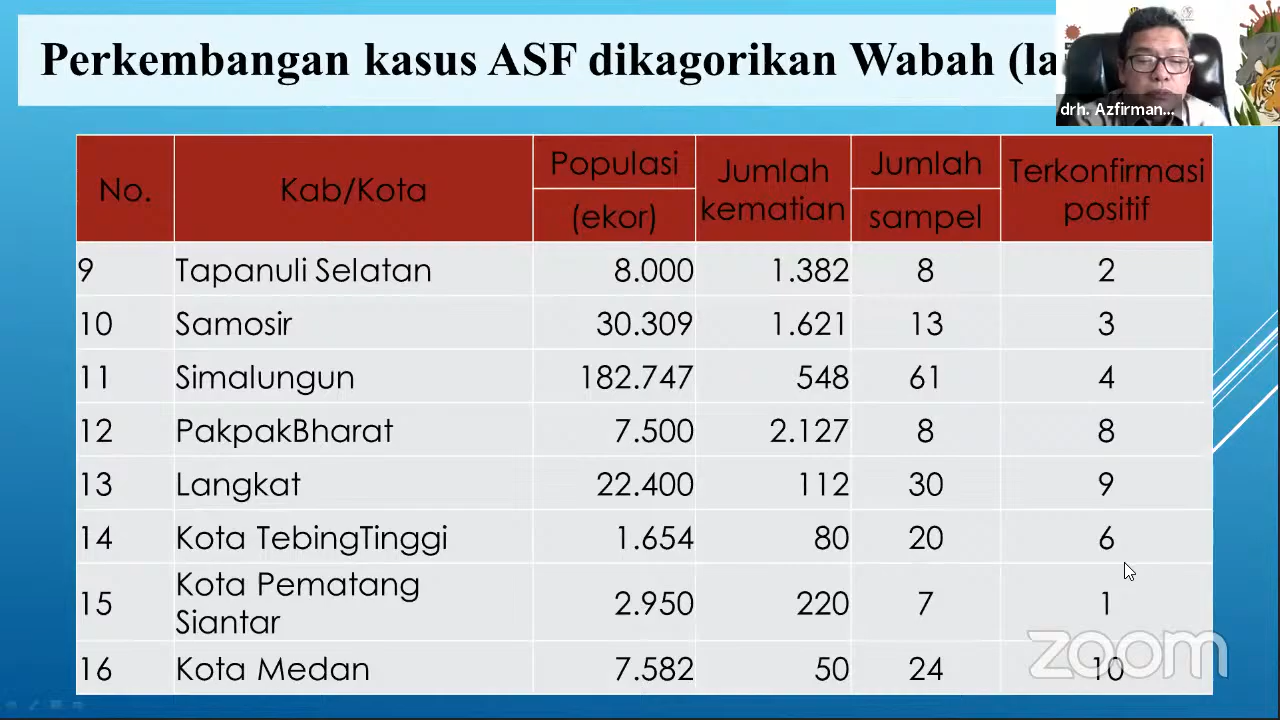 Perkembangan kasus ASF dikagorikan Wabah (la
drh. Azfirman...
No. Kab/Kota Populasi (ekor) Jumlah kematian Jumlah sampel Terkonfirmasi positif
9 Tapanuli Selatan 8.000 1.382 8 2
10 Samosir 30.309 1.621 13 3
11 Simalungun 182.747 548 61 4
12 PakpakBharat 7.500 2.127 8 8
13 Langkat 22.400 112 30 9
14 Kota TebingTinggi 1.654 80 20 6
15 Kota Pematang Siantar 2.950 220 7 1
16 Kota Medan 7.582 50 24 10
zoom